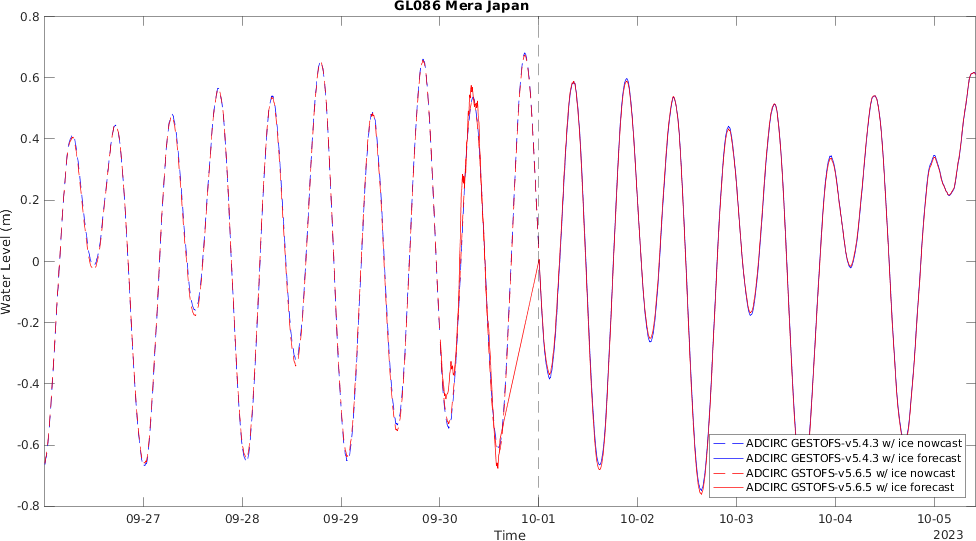 GL086 Mera Japan
0.8
0.6
0.4
0.2
0
-0.2
-0.4
-0.6
-0.8
Water Level (m)
ADCIRC GESTOFS-v5.4.3 w/ ice nowcast
ADCIRC GESTOFS-v5.4.3 w/ ice forecast
ADCIRC GSTOFS-v5.6.5 w/ ice nowcast
ADCIRC GSTOFS-v5.6.5 w/ ice forecast
09-27 09-28 09-29 09-30 10-01 10-02 10-03 10-04 10-05
Time
2023